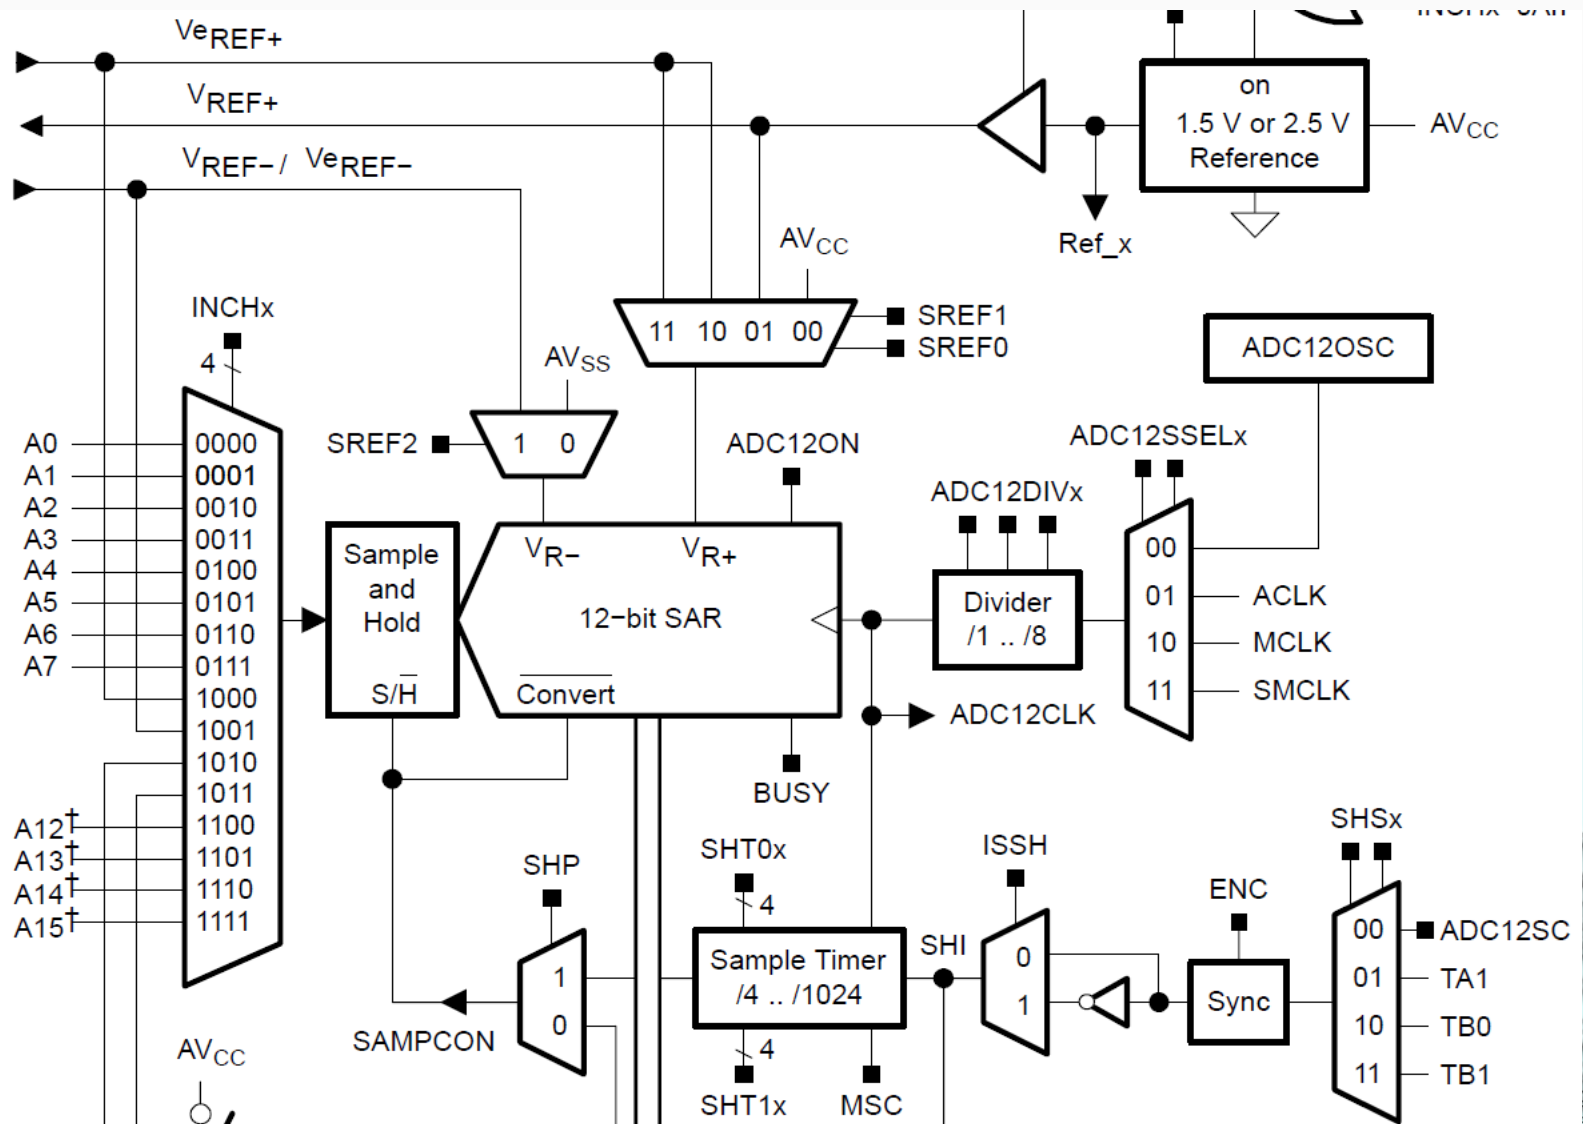 VeREF+
VREF+
VREF− / VeREF−
on
1.5 V or 2.5 V
Reference
AVCC
Ref_x
AVCC
INCHx
4
11 10 01 00
SREF1
SREF0
ADC12OSC
AVSS
SREF2
1 0
ADC12ON
ADC12SSELx
ADC12DIVx
A0 0000
A1 0001
A2 0010
A3 0011
A4 0100
A5 0101
A6 0110
A7 0111
1000
1001
1010
1011
A12† 1100
A13† 1101
A14† 1110
A15† 1111
Sample
and
Hold
S/H
VR−
VR+
12−bit SAR
Convert
Divider
/1 .. /8
00
01 ACLK
10 MCLK
11 SMCLK
ADC12CLK
BUSY
SHP
SHT0x
4
ISSH
SHSx
ENC
1
0
SAMPCON
Sample Timer
/4 .. /1024
SHI
0
1
Sync
00 ADC12SC
01 TA1
10 TB0
11 TB1
4
SHT1x
MSC
AVCC